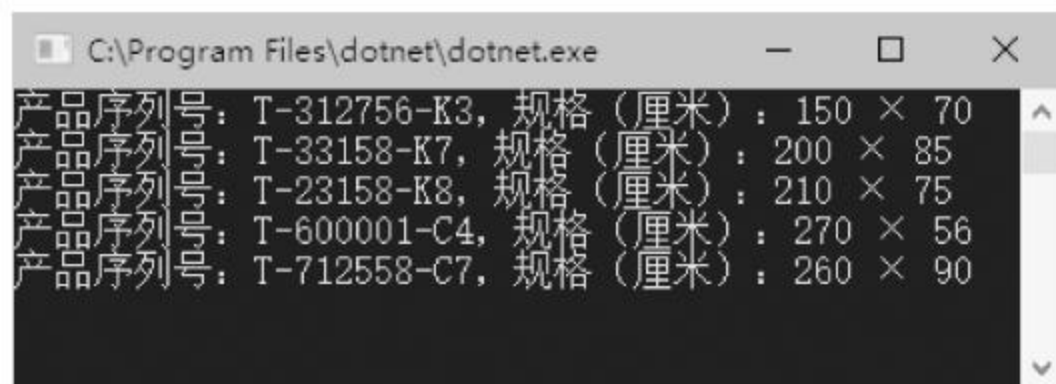 C:\Program Files\dotnet\dotnet.exe
产品序列号：T-312756-K3，规格（厘米）：150 × 70
产品序列号：T-33158-K7，规格（厘米）：200 × 85
产品序列号：T-23158-K8，规格（厘米）：210 × 75
产品序列号：T-600001-C4，规格（厘米）：270 × 56
产品序列号：T-712558-C7，规格（厘米）：260 × 90